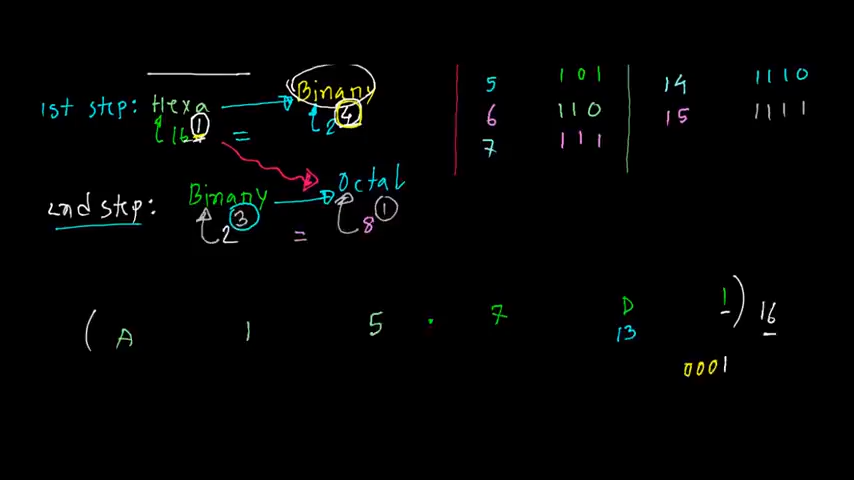 1st step: Hexa → Binary
16^1 = 2^4
2nd step: Binary → Octal
2^3 = 8^1
5 101
6 110
7 111
14 1110
15 1111
( A 1 5 . 7 D 1 ) 16
13
0001